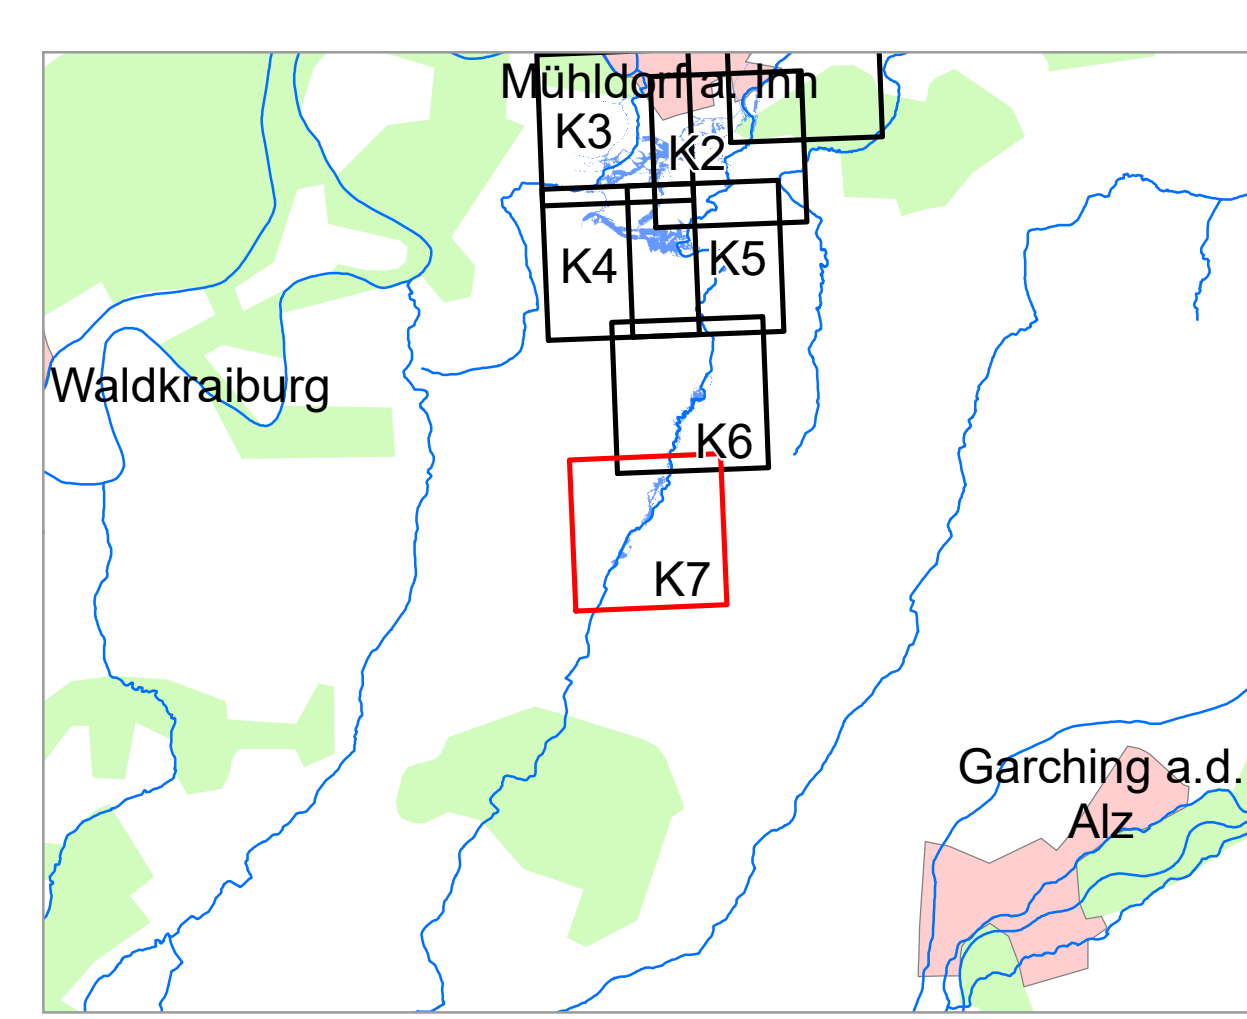 Mühldorf a. Inn
K3
K2
K4
K5
Waldkraiburg
K6
K7
Garching a.d.
Alz